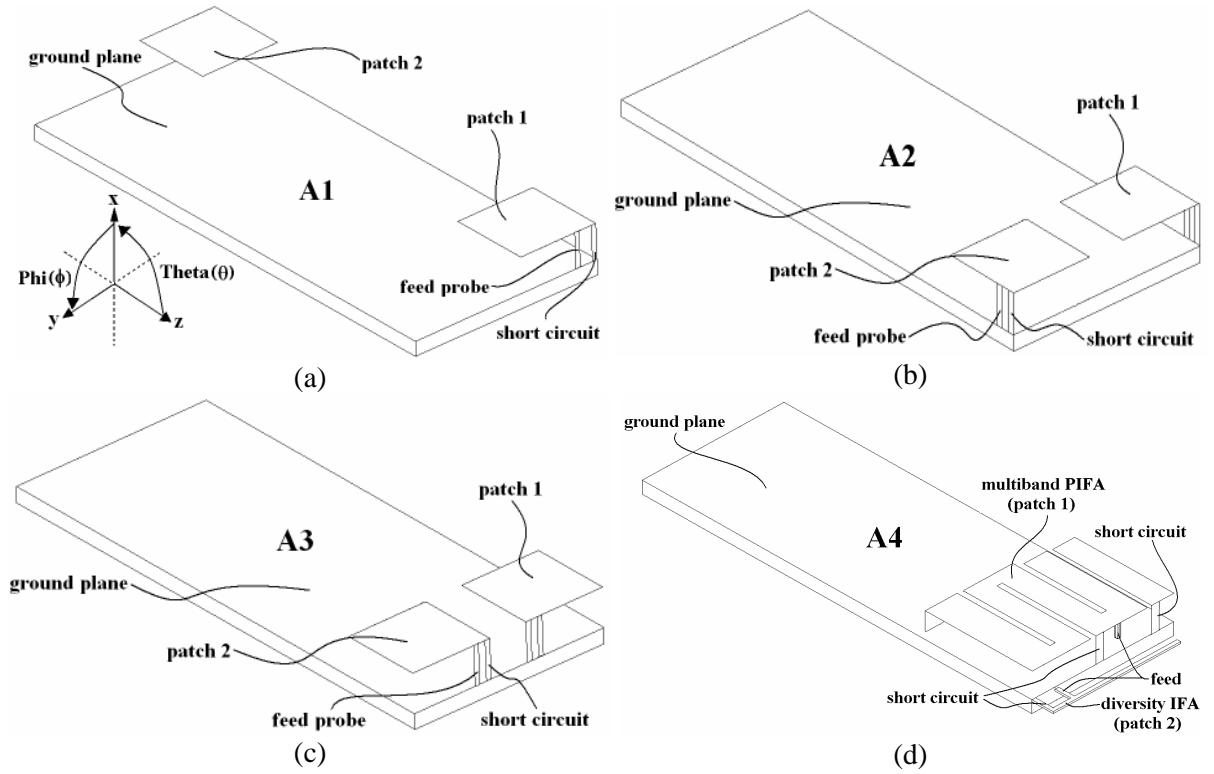 ground plane
patch 2
patch 1
A1
x
Phi(ϕ)
Theta(θ)
y
z
feed probe
short circuit
(a)
patch 1
A2
ground plane
patch 2
feed probe
short circuit
(b)
patch 1
A3
ground plane
patch 2
feed probe
short circuit
(c)
ground plane
multiband PIFA
(patch 1)
short circuit
A4
short circuit
feed
diversity IFA
(patch 2)
(d)